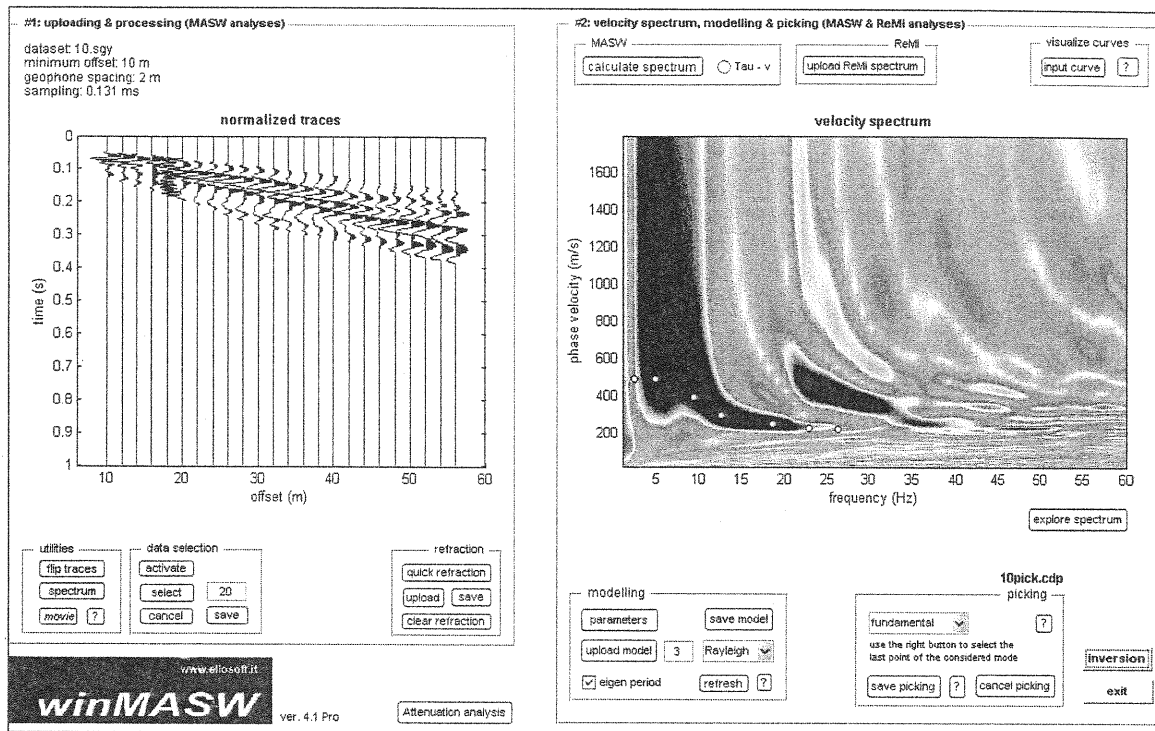 #1: uploading & processing (MASW analyses)
dataset: 10.sgy
minimum offset: 10 m
geophone spacing: 2 m
sampling: 0.131 ms
normalized traces
0
0.1
0.2
0.3
0.4
0.5
0.6
0.7
0.8
0.9
1
time (s)
10 20 30 40 50 60
offset (m)
utilities
flip traces
spectrum
movie ?
data selection
activate
select 20
cancel save
refraction
quick refraction
upload save
clear refraction
www.eliosoft.it
winMASW
ver. 4.1 Pro
Attenuation analysis
#2: velocity spectrum, modelling & picking (MASW & ReMi analyses)
MASW
calculate spectrum Tau - v
ReMi
upload ReMi spectrum
visualize curves
input curve ?
velocity spectrum
1600
1400
1200
1000
800
600
400
200
phase velocity (m/s)
5 10 15 20 25 30 35 40 45 50 55 60
frequency (Hz)
explore spectrum
modelling
parameters save model
upload model 3 Rayleigh
eigen period refresh ?
10pick.cdp
picking
fundamental ?
use the right button to select the
last point of the considered mode
save picking ? cancel picking
inversion
exit